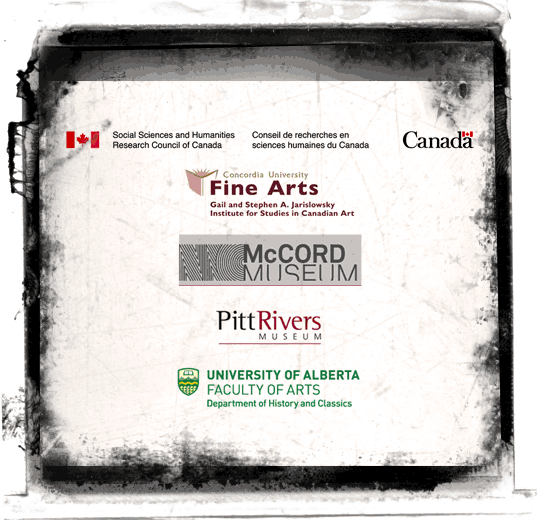 Social Sciences and Humanities
Research Council of Canada
Conseil de recherches en
sciences humaines du Canada
Canada
Concordia University
Fine Arts
Gail and Stephen A. Jarislowsky
Institute for Studies in Canadian Art
McCORD
MUSEUM
PittRivers
MUSEUM
UNIVERSITY OF ALBERTA
FACULTY OF ARTS
Department of History and Classics